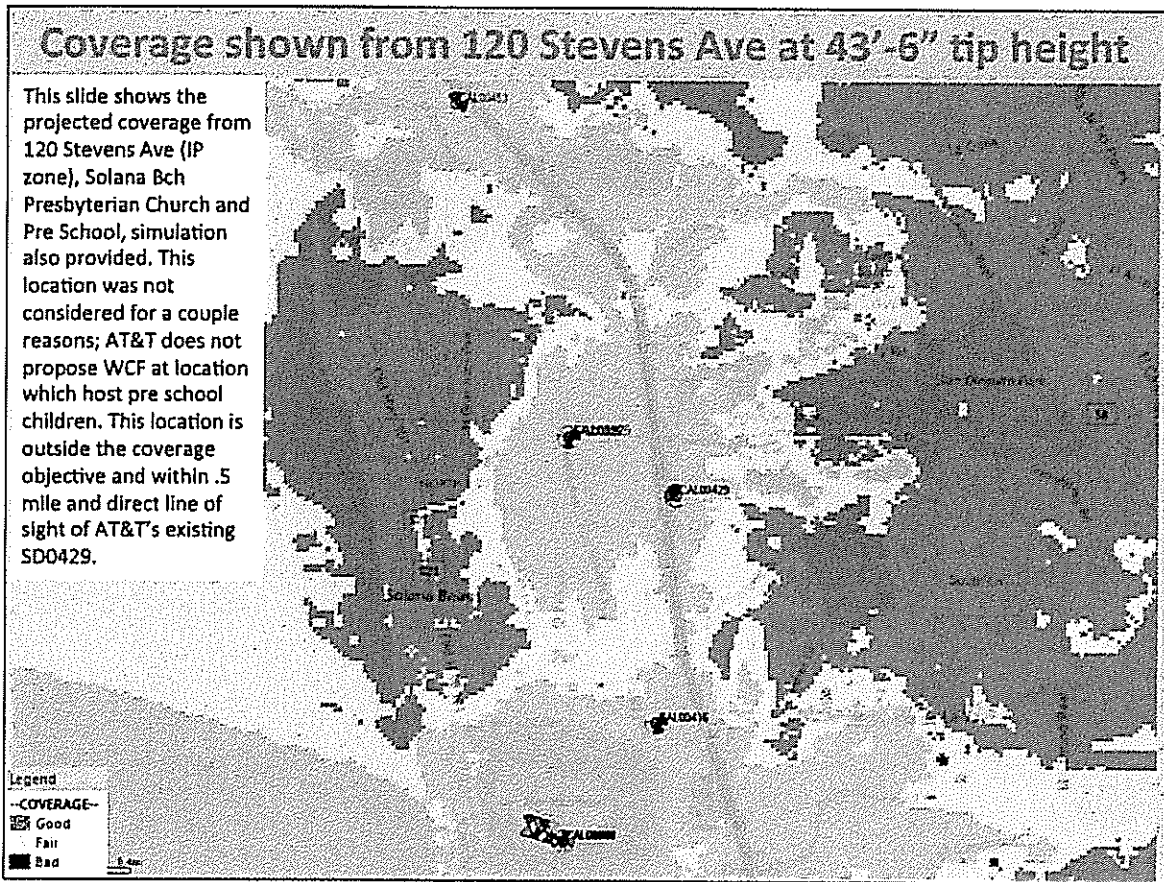 Coverage shown from 120 Stevens Ave at 43'-6" tip height
This slide shows the
projected coverage from
120 Stevens Ave (IP
zone), Solana Bch
Presbyterian Church and
Pre School, simulation
also provided. This
location was not
considered for a couple
reasons; AT&T does not
propose WCF at location
which host pre school
children. This location is
outside the coverage
objective and within .5
mile and direct line of
sight of AT&T's existing
SD0429.
CAL00429
Solana Beach
Legend
--COVERAGE--
Good
Fair
Bad